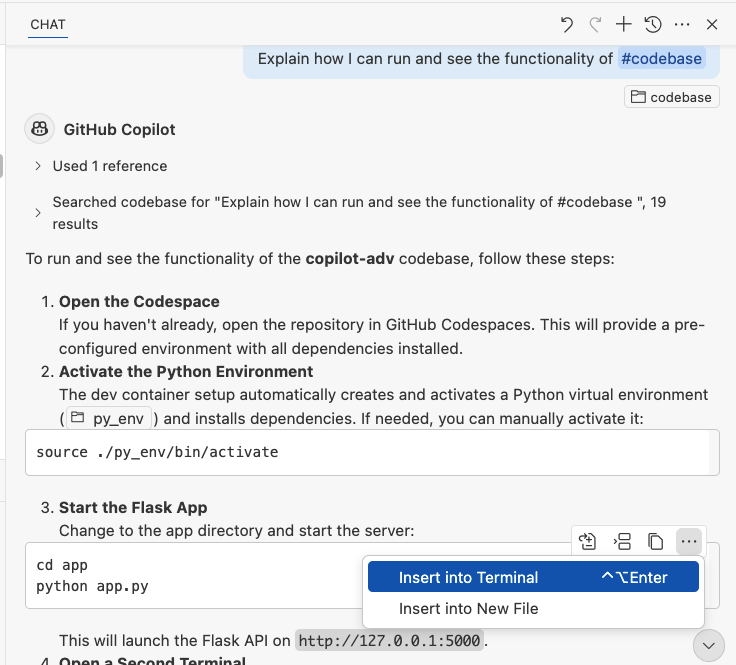 CHAT
Explain how I can run and see the functionality of #codebase
codebase
GitHub Copilot
Used 1 reference
Searched codebase for "Explain how I can run and see the functionality of #codebase ", 19
results
To run and see the functionality of the copilot-adv codebase, follow these steps:
1. Open the Codespace
If you haven't already, open the repository in GitHub Codespaces. This will provide a pre-
configured environment with all dependencies installed.
2. Activate the Python Environment
The dev container setup automatically creates and activates a Python virtual environment
( py_env ) and installs dependencies. If needed, you can manually activate it:
source ./py_env/bin/activate
3. Start the Flask App
Change to the app directory and start the server:
cd app
python app.py
Insert into Terminal ^⌥Enter
Insert into New File
This will launch the Flask API on http://127.0.0.1:5000.
4. Open a Second Terminal